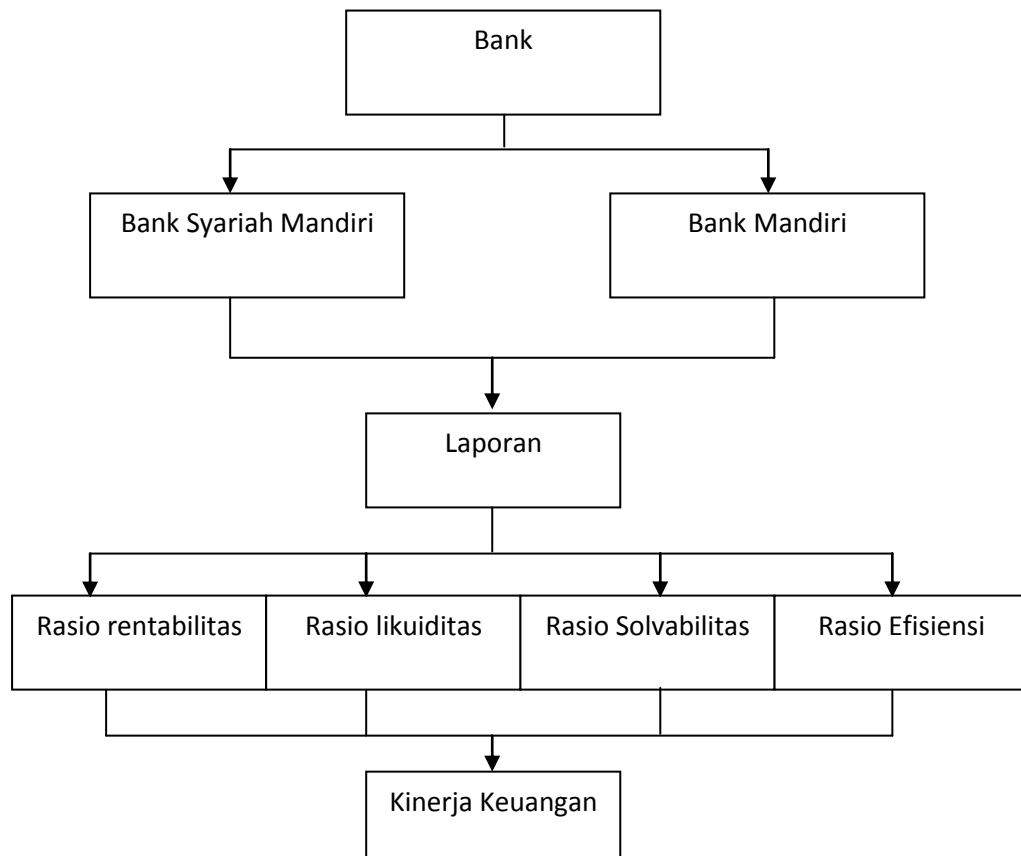 Bank
Bank Syariah Mandiri
Bank Mandiri
Laporan
Rasio rentabilitas
Rasio likuiditas
Rasio Solvabilitas
Rasio Efisiensi
Kinerja Keuangan